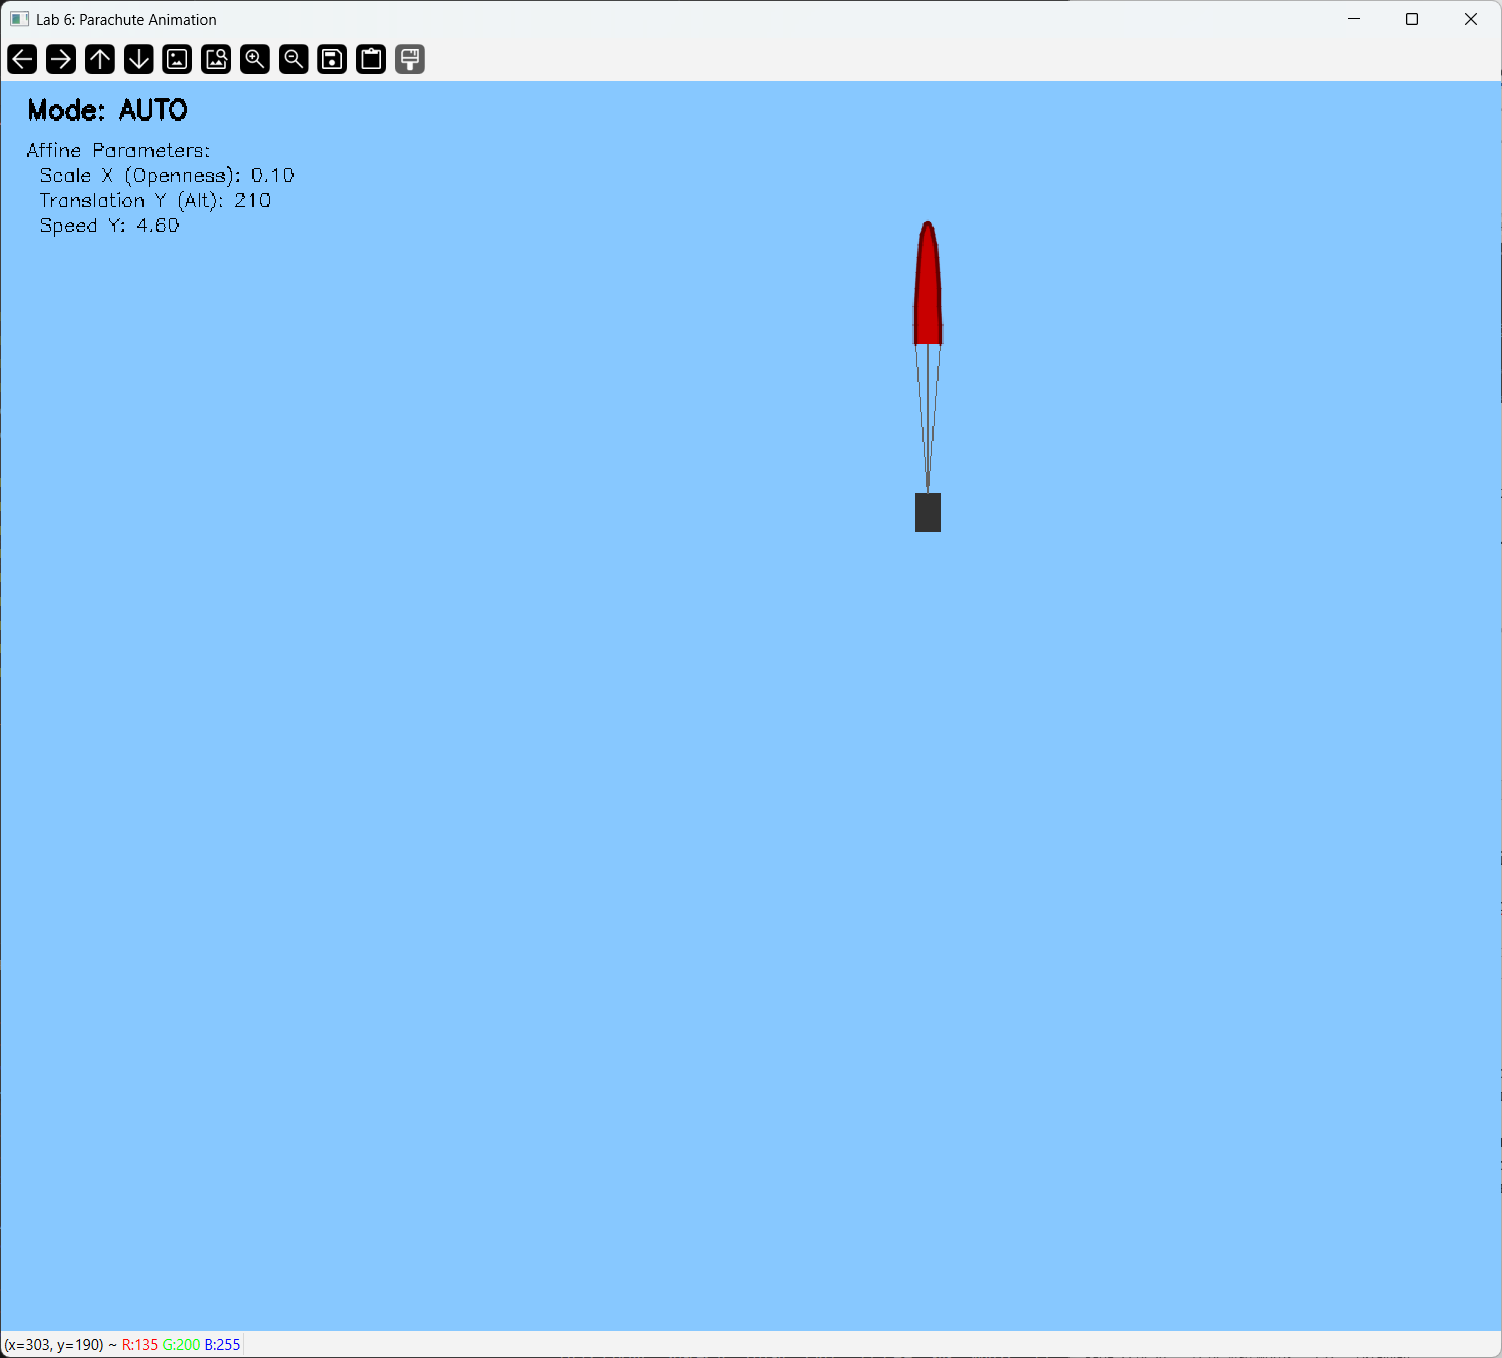 Lab 6: Parachute Animation
Mode: AUTO
Affine Parameters:
Scale X (Openness): 0.10
Translation Y (Alt): 210
Speed Y: 4.60
(x=303, y=190) ~ R:135 G:200 B:255